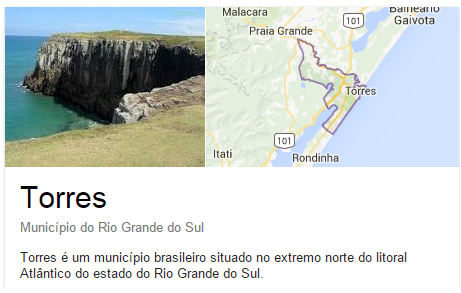 Balneário
Gaivota
Malacara
101
Praia Grande
Torres
101
Itati
Rondinha
Torres
Município do Rio Grande do Sul
Torres é um município brasileiro situado no extremo norte do litoral
Atlântico do estado do Rio Grande do Sul.